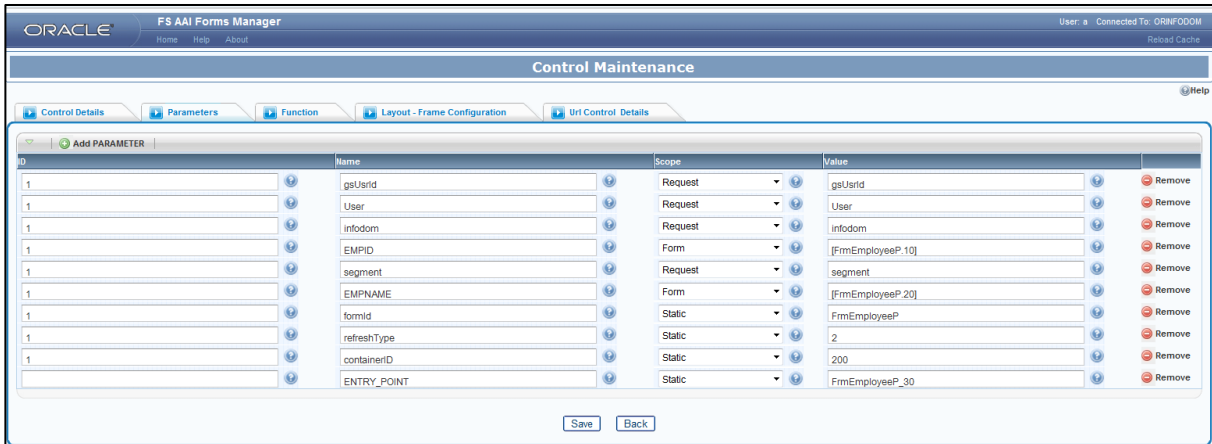 ORACLE FS AAI Forms Manager User: a Connected To: ORINFODOM
Home Help About Reload Cache
Control Maintenance
Help
Control Details Parameters Function Layout - Frame Configuration Url Control Details
Add PARAMETER
ID Name Scope Value
1 gsUsrId Request gsUsrId Remove
1 User Request User Remove
1 infodom Request infodom Remove
1 EMPID Form [FrmEmployeeP.10] Remove
1 segment Request segment Remove
1 EMPNAME Form [FrmEmployeeP.20] Remove
1 formId Static FrmEmployeeP Remove
1 refreshType Static 2 Remove
1 containerID Static 200 Remove
ENTRY_POINT Static FrmEmployeeP_30 Remove
Save Back